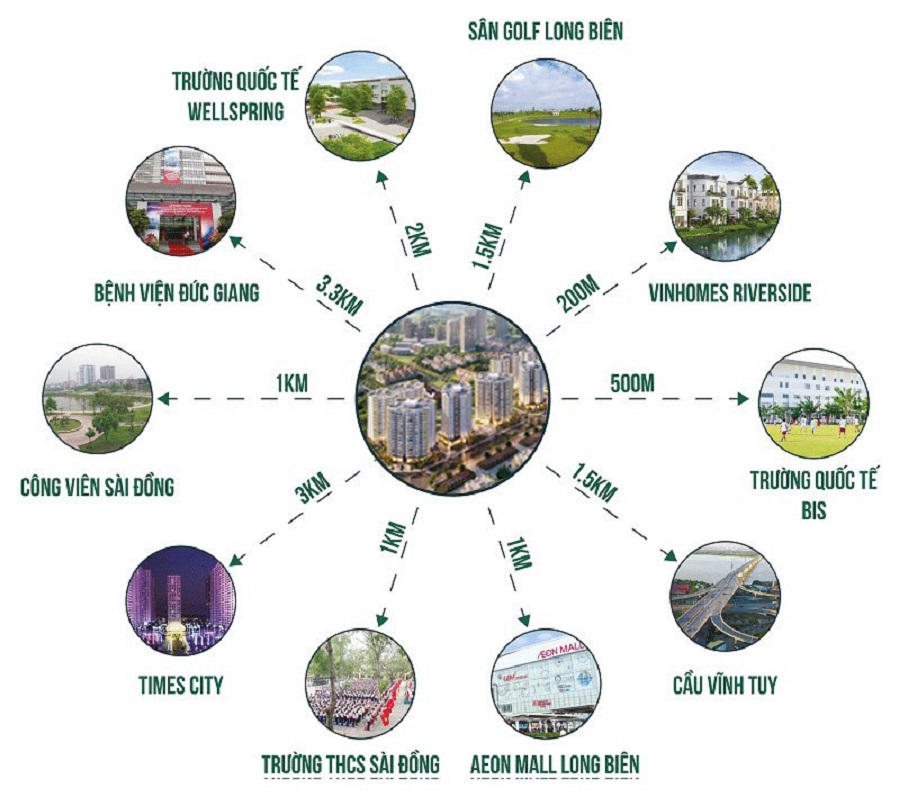 SÂN GOLF LONG BIÊN
TRƯỜNG QUỐC TẾ
WELLSPRING
2KM
1.5KM
BỆNH VIỆN ĐỨC GIANG
3.3KM
200M
VINHOMES RIVERSIDE
1KM
500M
CÔNG VIÊN SÀI ĐỒNG
TRƯỜNG QUỐC TẾ
BIS
3KM
1KM
1KM
1.5KM
AEON MALL
TIMES CITY
CẦU VĨNH TUY
TRƯỜNG THCS SÀI ĐỒNG
AEON MALL LONG BIÊN